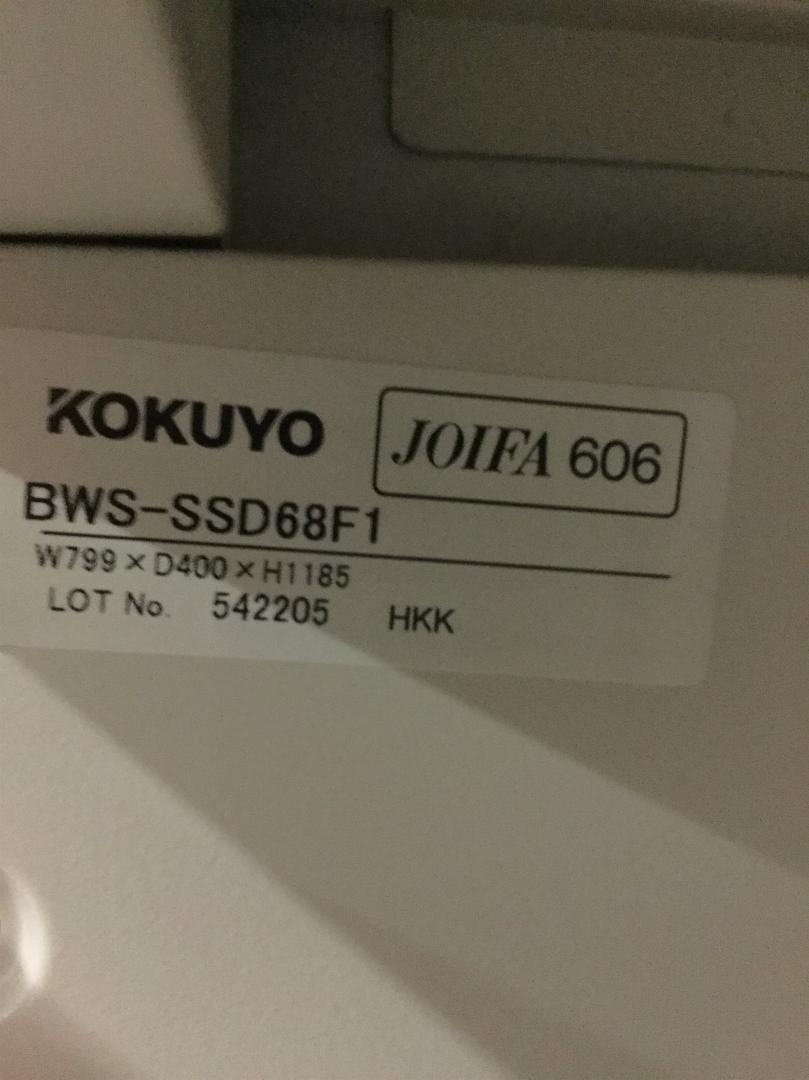 KOKUYO JOIFA 606
BWS-SSD68F1
W799×D400×H1185
LOT No. 542205 HKK